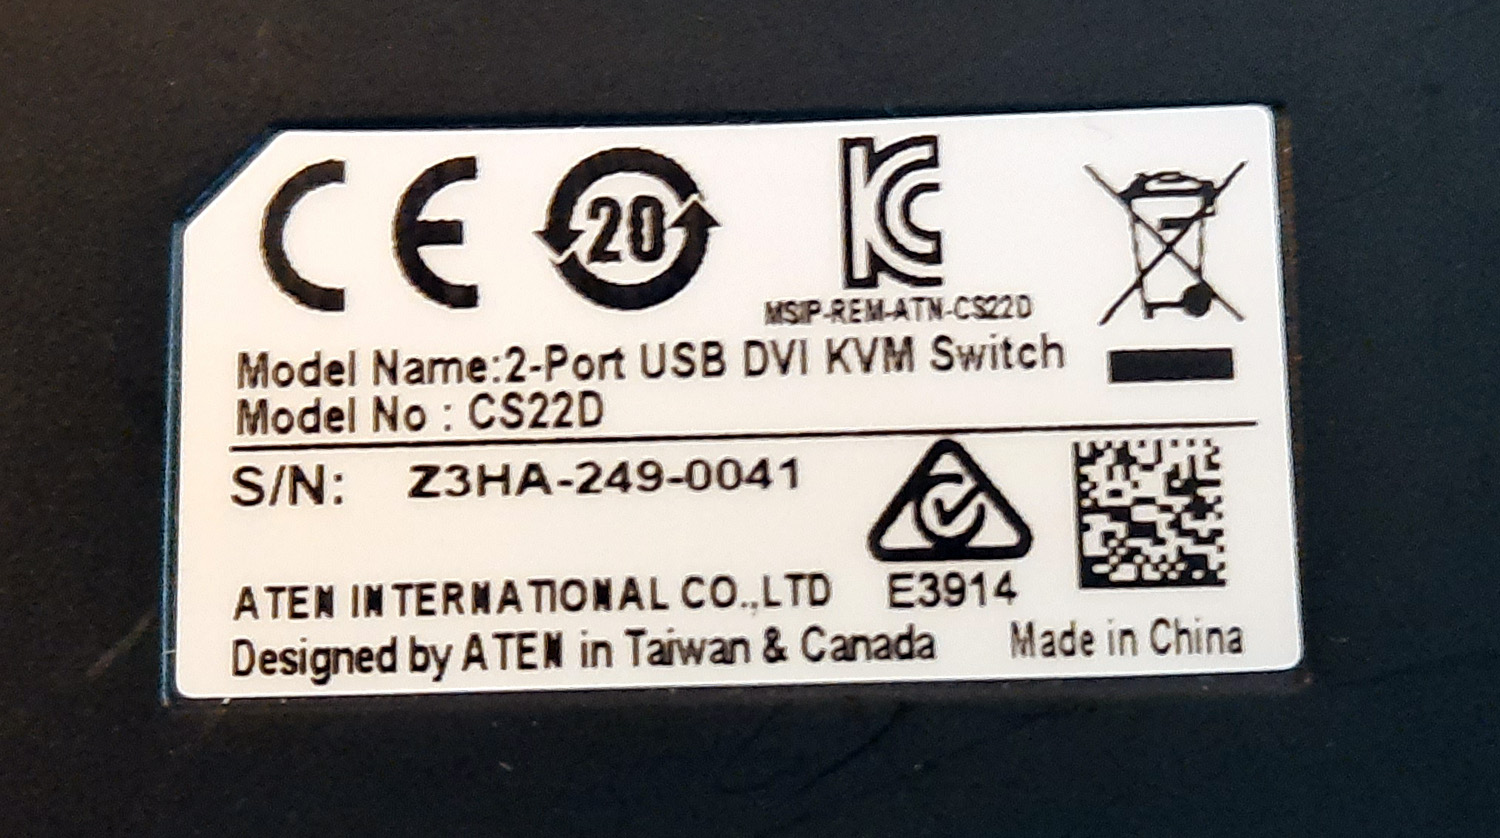 CE
20
KC
MSIP-REM-ATN-CS22D
Model Name:2-Port USB DVI KVM Switch
Model No : CS22D
S/N: Z3HA-249-0041
E3914
ATEN INTERNATIONAL CO.,LTD
Designed by ATEN in Taiwan & Canada
Made in China